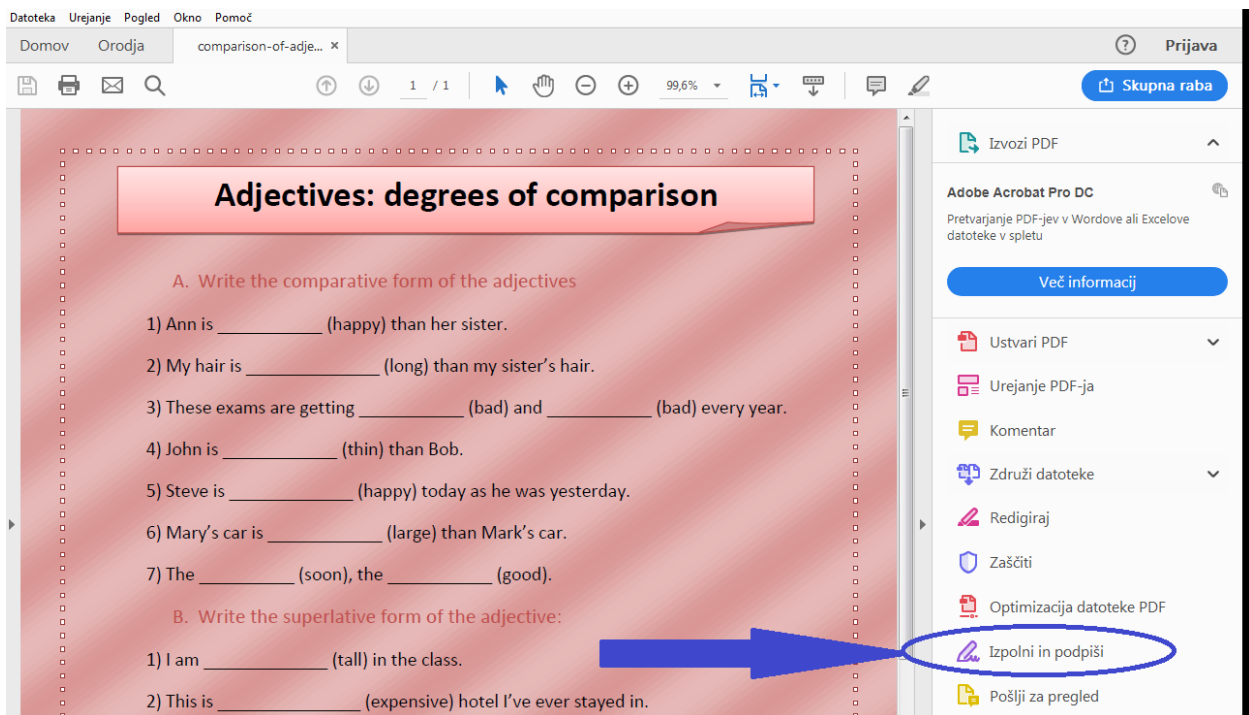 Datoteka Urejanje Pogled Okno Pomoč
Domov Orodja comparison-of-adje... × ? Prijava
1 / 1 99,6% Skupna raba
Adjectives: degrees of comparison
A. Write the comparative form of the adjectives
1) Ann is ___________ (happy) than her sister.
2) My hair is ______________ (long) than my sister’s hair.
3) These exams are getting ___________ (bad) and ___________ (bad) every year.
4) John is ____________ (thin) than Bob.
5) Steve is _____________ (happy) today as he was yesterday.
6) Mary’s car is ____________ (large) than Mark’s car.
7) The __________ (soon), the ___________ (good).
B. Write the superlative form of the adjective:
1) I am _____________ (tall) in the class.
2) This is _______________ (expensive) hotel I’ve ever stayed in.
Izvozi PDF
Adobe Acrobat Pro DC
Pretvarjanje PDF-jev v Wordove ali Excelove
datoteke v spletu
Več informacij
Ustvari PDF
Urejanje PDF-ja
Komentar
Združi datoteke
Redigiraj
Zaščiti
Optimizacija datoteke PDF
Izpolni in podpiši
Pošlji za pregled